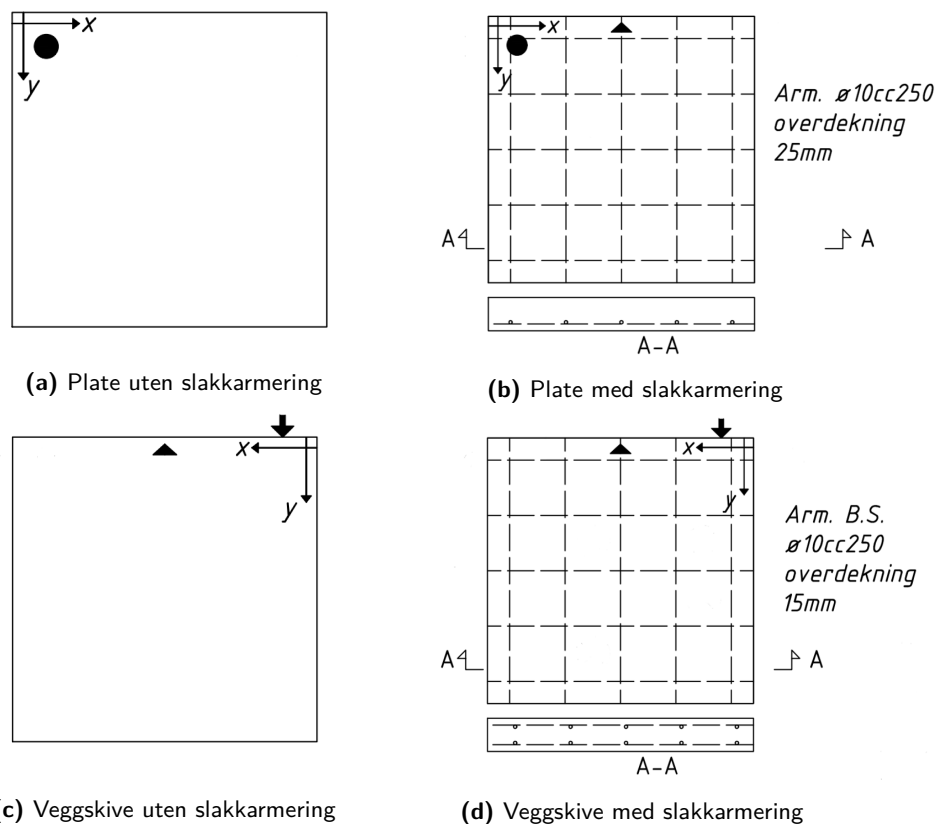 x
y
x
y
Arm. ø10cc250
overdekning
25mm
A
A
A-A
(a) Plate uten slakkarmering
(b) Plate med slakkarmering
x
y
x
y
Arm. B.S.
ø10cc250
overdekning
15mm
A
A
A-A
c) Veggskive uten slakkarmering
(d) Veggskive med slakkarmering